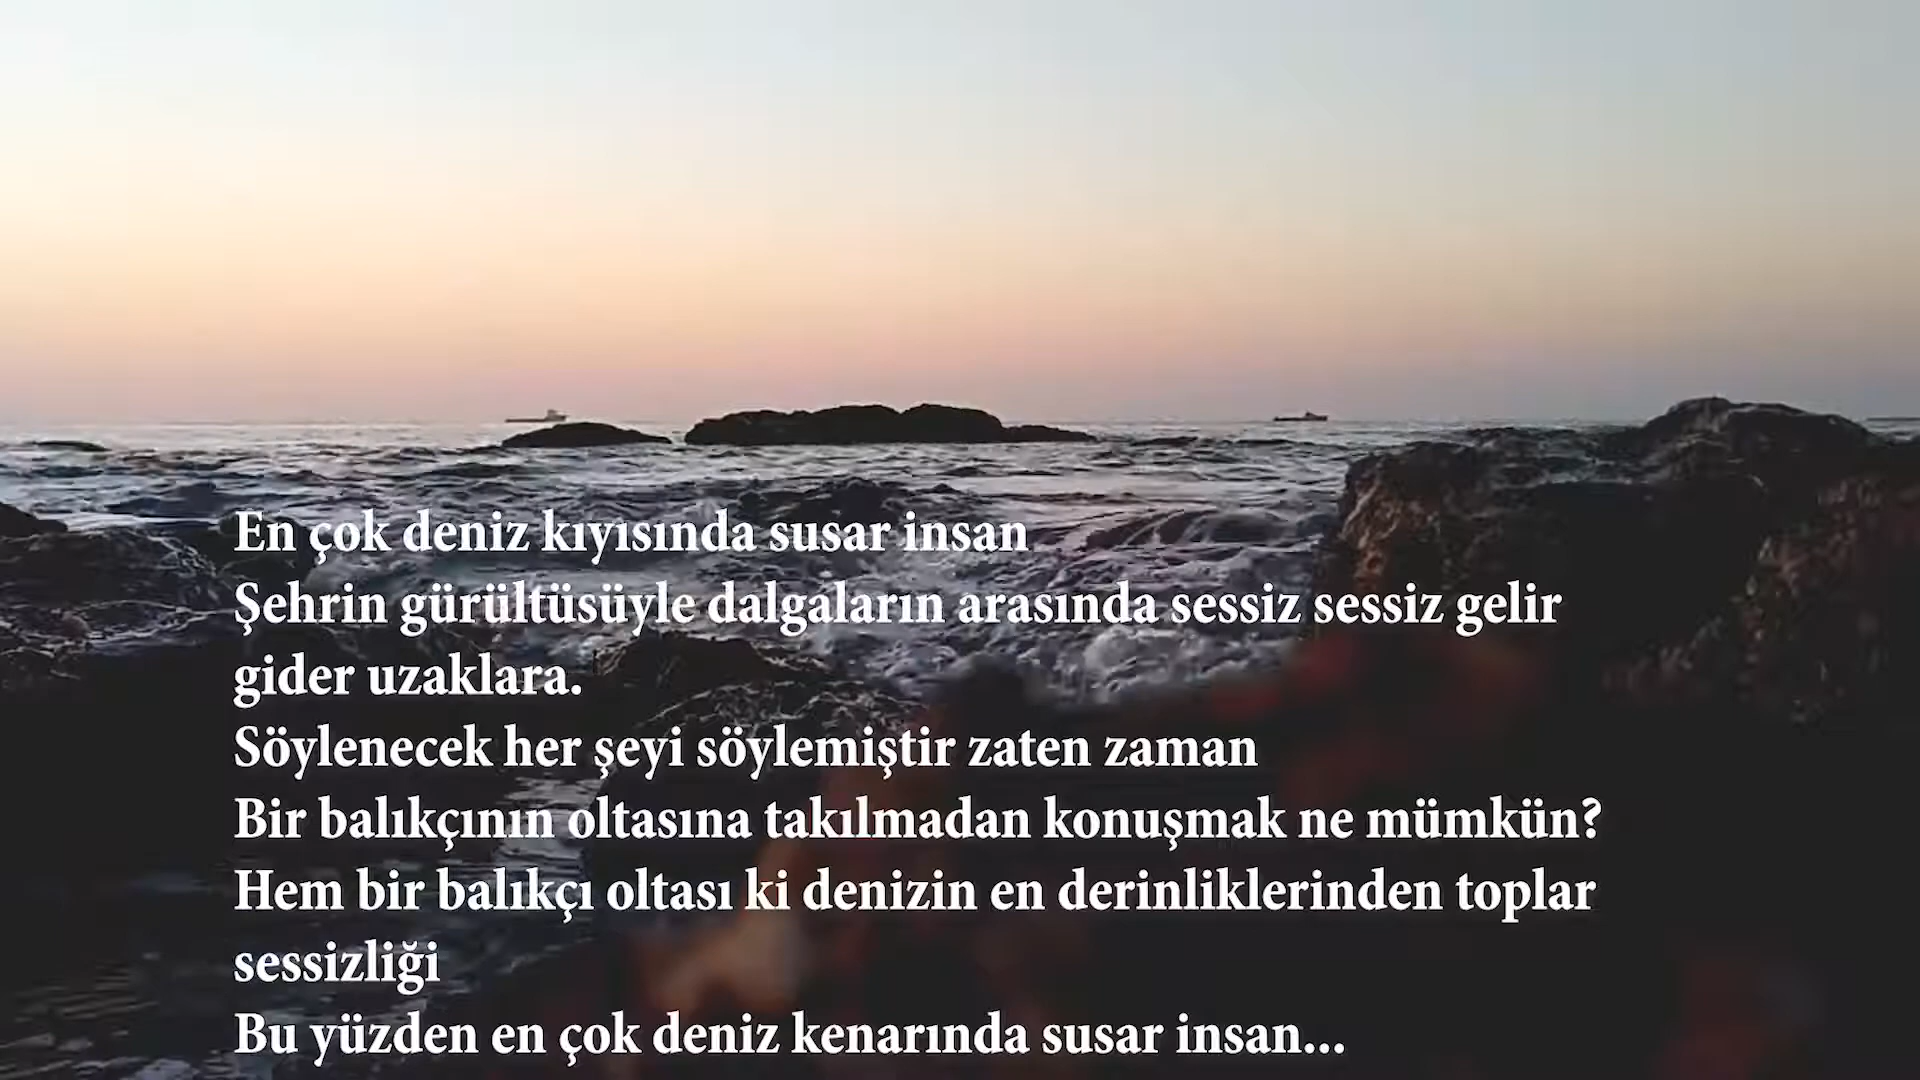 En çok deniz kıyısında susar insan
Şehrin gürültüsüyle dalgaların arasında sessiz sessiz gelir
gider uzaklara.
Söylenecek her şeyi söylemiştir zaten zaman
Bir balıkçının oltasına takılmadan konuşmak ne mümkün?
Hem bir balıkçı oltası ki denizin en derinliklerinden toplar
sessizliği
Bu yüzden en çok deniz kenarında susar insan...